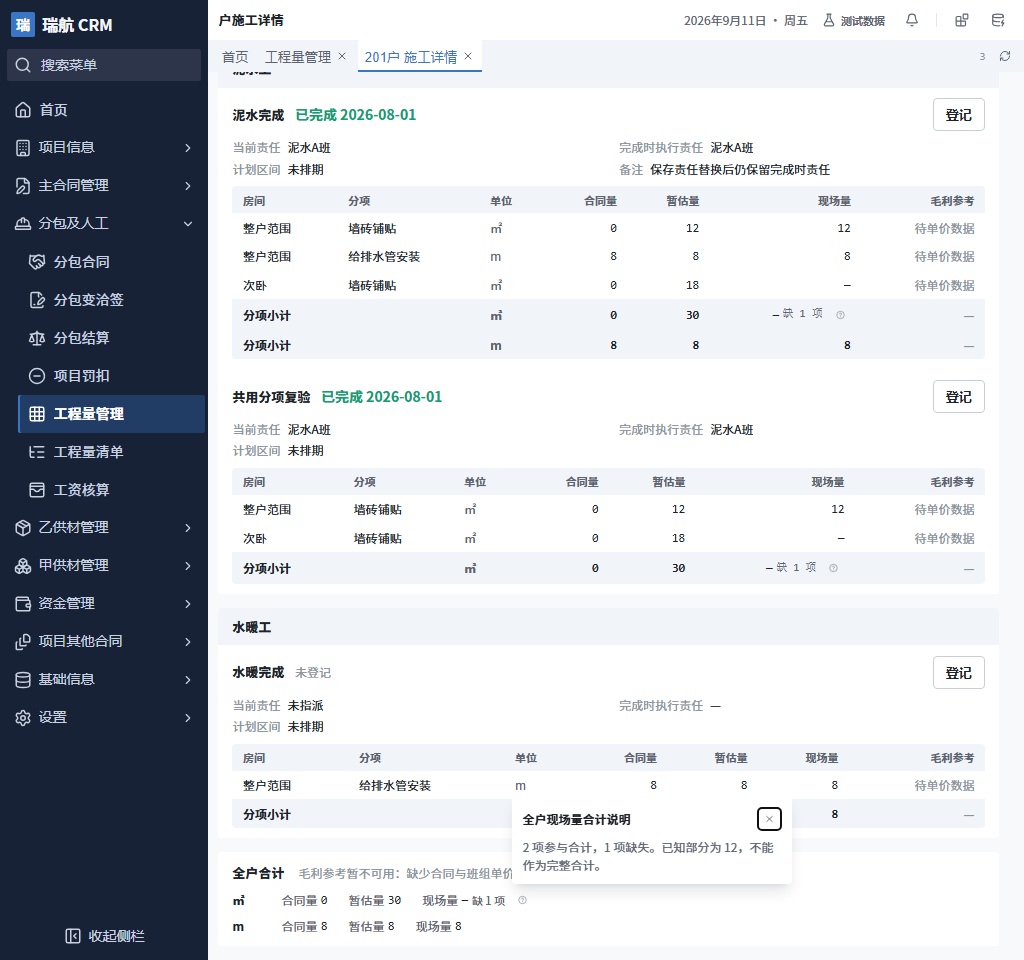 瑞 瑞航 CRM
搜索菜单
首页
项目信息
主合同管理
分包及人工
分包合同
分包变洽签
分包结算
项目罚扣
工程量管理
工程量清单
工资核算
乙供材管理
甲供材管理
资金管理
项目其他合同
基础信息
设置
收起侧栏
户施工详情
2026年9月11日 · 周五 测试数据
首页 工程量管理 × 201户 施工详情 × 3
泥水完成 已完成 2026-08-01 登记
当前责任 泥水A班 完成时执行责任 泥水A班
计划区间 未排期 备注 保存责任替换后仍保留完成时责任
房间 分项 单位 合同量 暂估量 现场量 毛利参考
整户范围 墙砖铺贴 ㎡ 0 12 12 待单价数据
整户范围 给排水管安装 m 8 8 8 待单价数据
次卧 墙砖铺贴 ㎡ 0 18 — 待单价数据
分项小计 ㎡ 0 30 — 缺 1 项 —
分项小计 m 8 8 8 —
共用分项复验 已完成 2026-08-01 登记
当前责任 泥水A班 完成时执行责任 泥水A班
计划区间 未排期
房间 分项 单位 合同量 暂估量 现场量 毛利参考
整户范围 墙砖铺贴 ㎡ 0 12 12 待单价数据
次卧 墙砖铺贴 ㎡ 0 18 — 待单价数据
分项小计 ㎡ 0 30 — 缺 1 项 —
水暖工
水暖完成 未登记 登记
当前责任 未指派 完成时执行责任 —
计划区间 未排期
房间 分项 单位 合同量 暂估量 现场量 毛利参考
整户范围 给排水管安装 m 8 8 8 待单价数据
分项小计 8 —
全户现场量合计说明 ×
2 项参与合计，1 项缺失。已知部分为 12，不能
作为完整合计。
全户合计 毛利参考暂不可用：缺少合同与班组单价
㎡ 合同量 0 暂估量 30 现场量 — 缺 1 项
m 合同量 8 暂估量 8 现场量 8